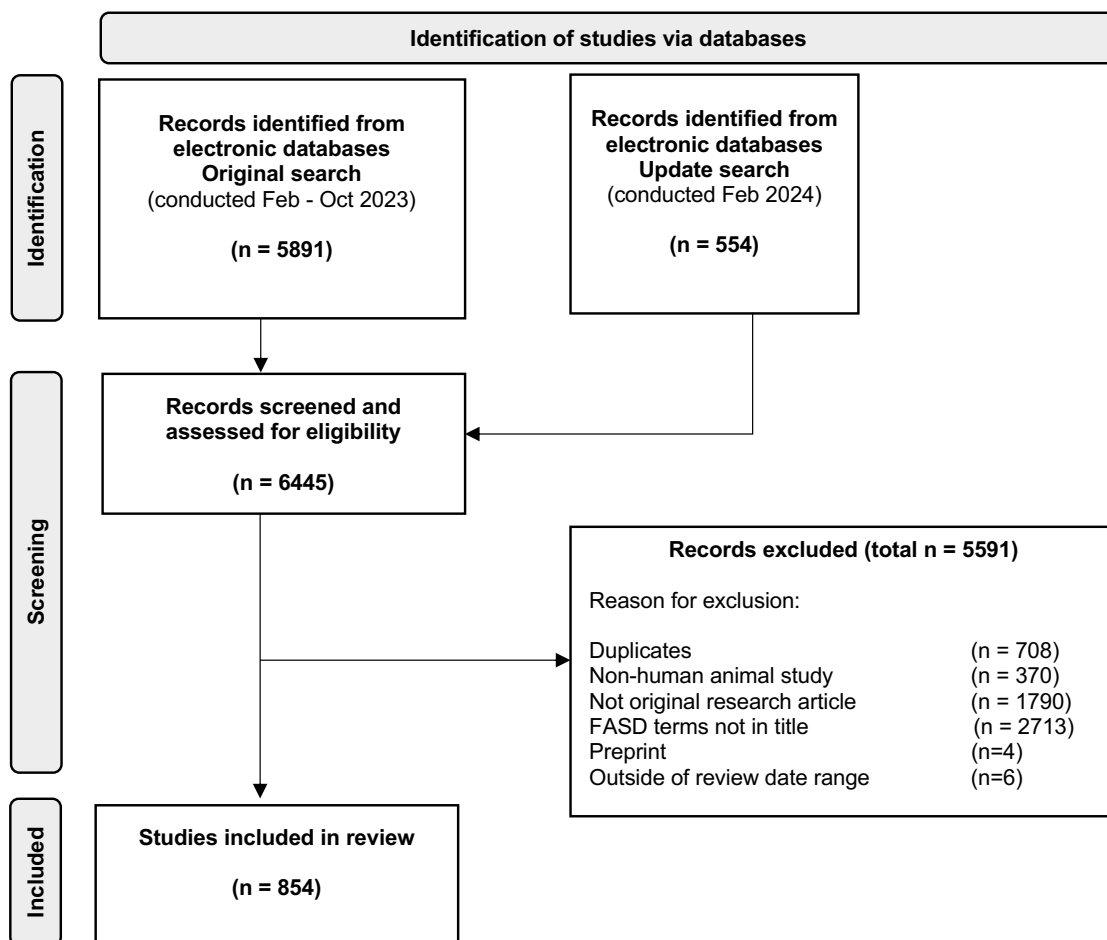 Identification of studies via databases
Identification
Records identified from
electronic databases
Original search
(conducted Feb - Oct 2023)
(n = 5891)
Records identified from
electronic databases
Update search
(conducted Feb 2024)
(n = 554)
Screening
Records screened and
assessed for eligibility
(n = 6445)
Records excluded (total n = 5591)
Reason for exclusion:
Duplicates (n = 708)
Non-human animal study (n = 370)
Not original research article (n = 1790)
FASD terms not in title (n = 2713)
Preprint (n=4)
Outside of review date range (n=6)
Included
Studies included in review
(n = 854)